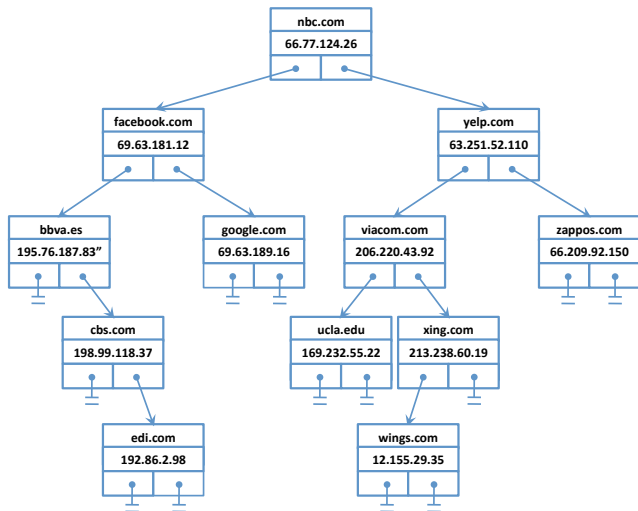 nbc.com
66.77.124.26
facebook.com
69.63.181.12
yelp.com
63.251.52.110
bbva.es
195.76.187.83”
google.com
69.63.189.16
viacom.com
206.220.43.92
zappos.com
66.209.92.150
cbs.com
198.99.118.37
ucla.edu
169.232.55.22
xing.com
213.238.60.19
edi.com
192.86.2.98
wings.com
12.155.29.35